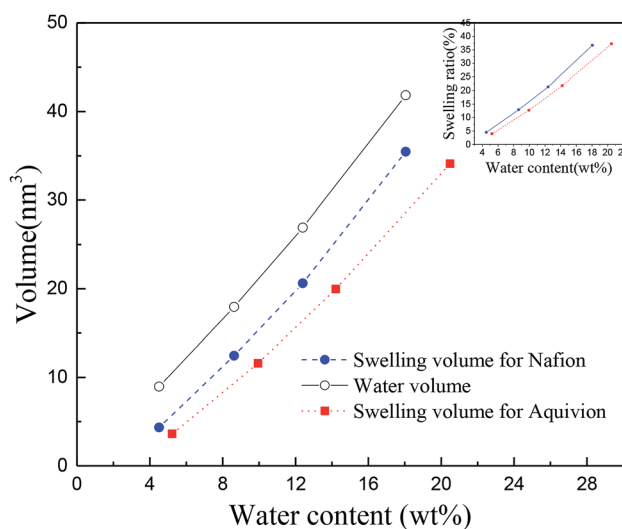 50
40
30
20
10
0
Volume(nm³)
0 4 8 12 16 20 24 28
Water content (wt%)
Swelling volume for Nafion
Water volume
Swelling volume for Aquivion
45
40
35
30
25
20
15
10
5
0
Swelling ratio(%)
4 6 8 10 12 14 16 18 20 22
Water content(wt%)